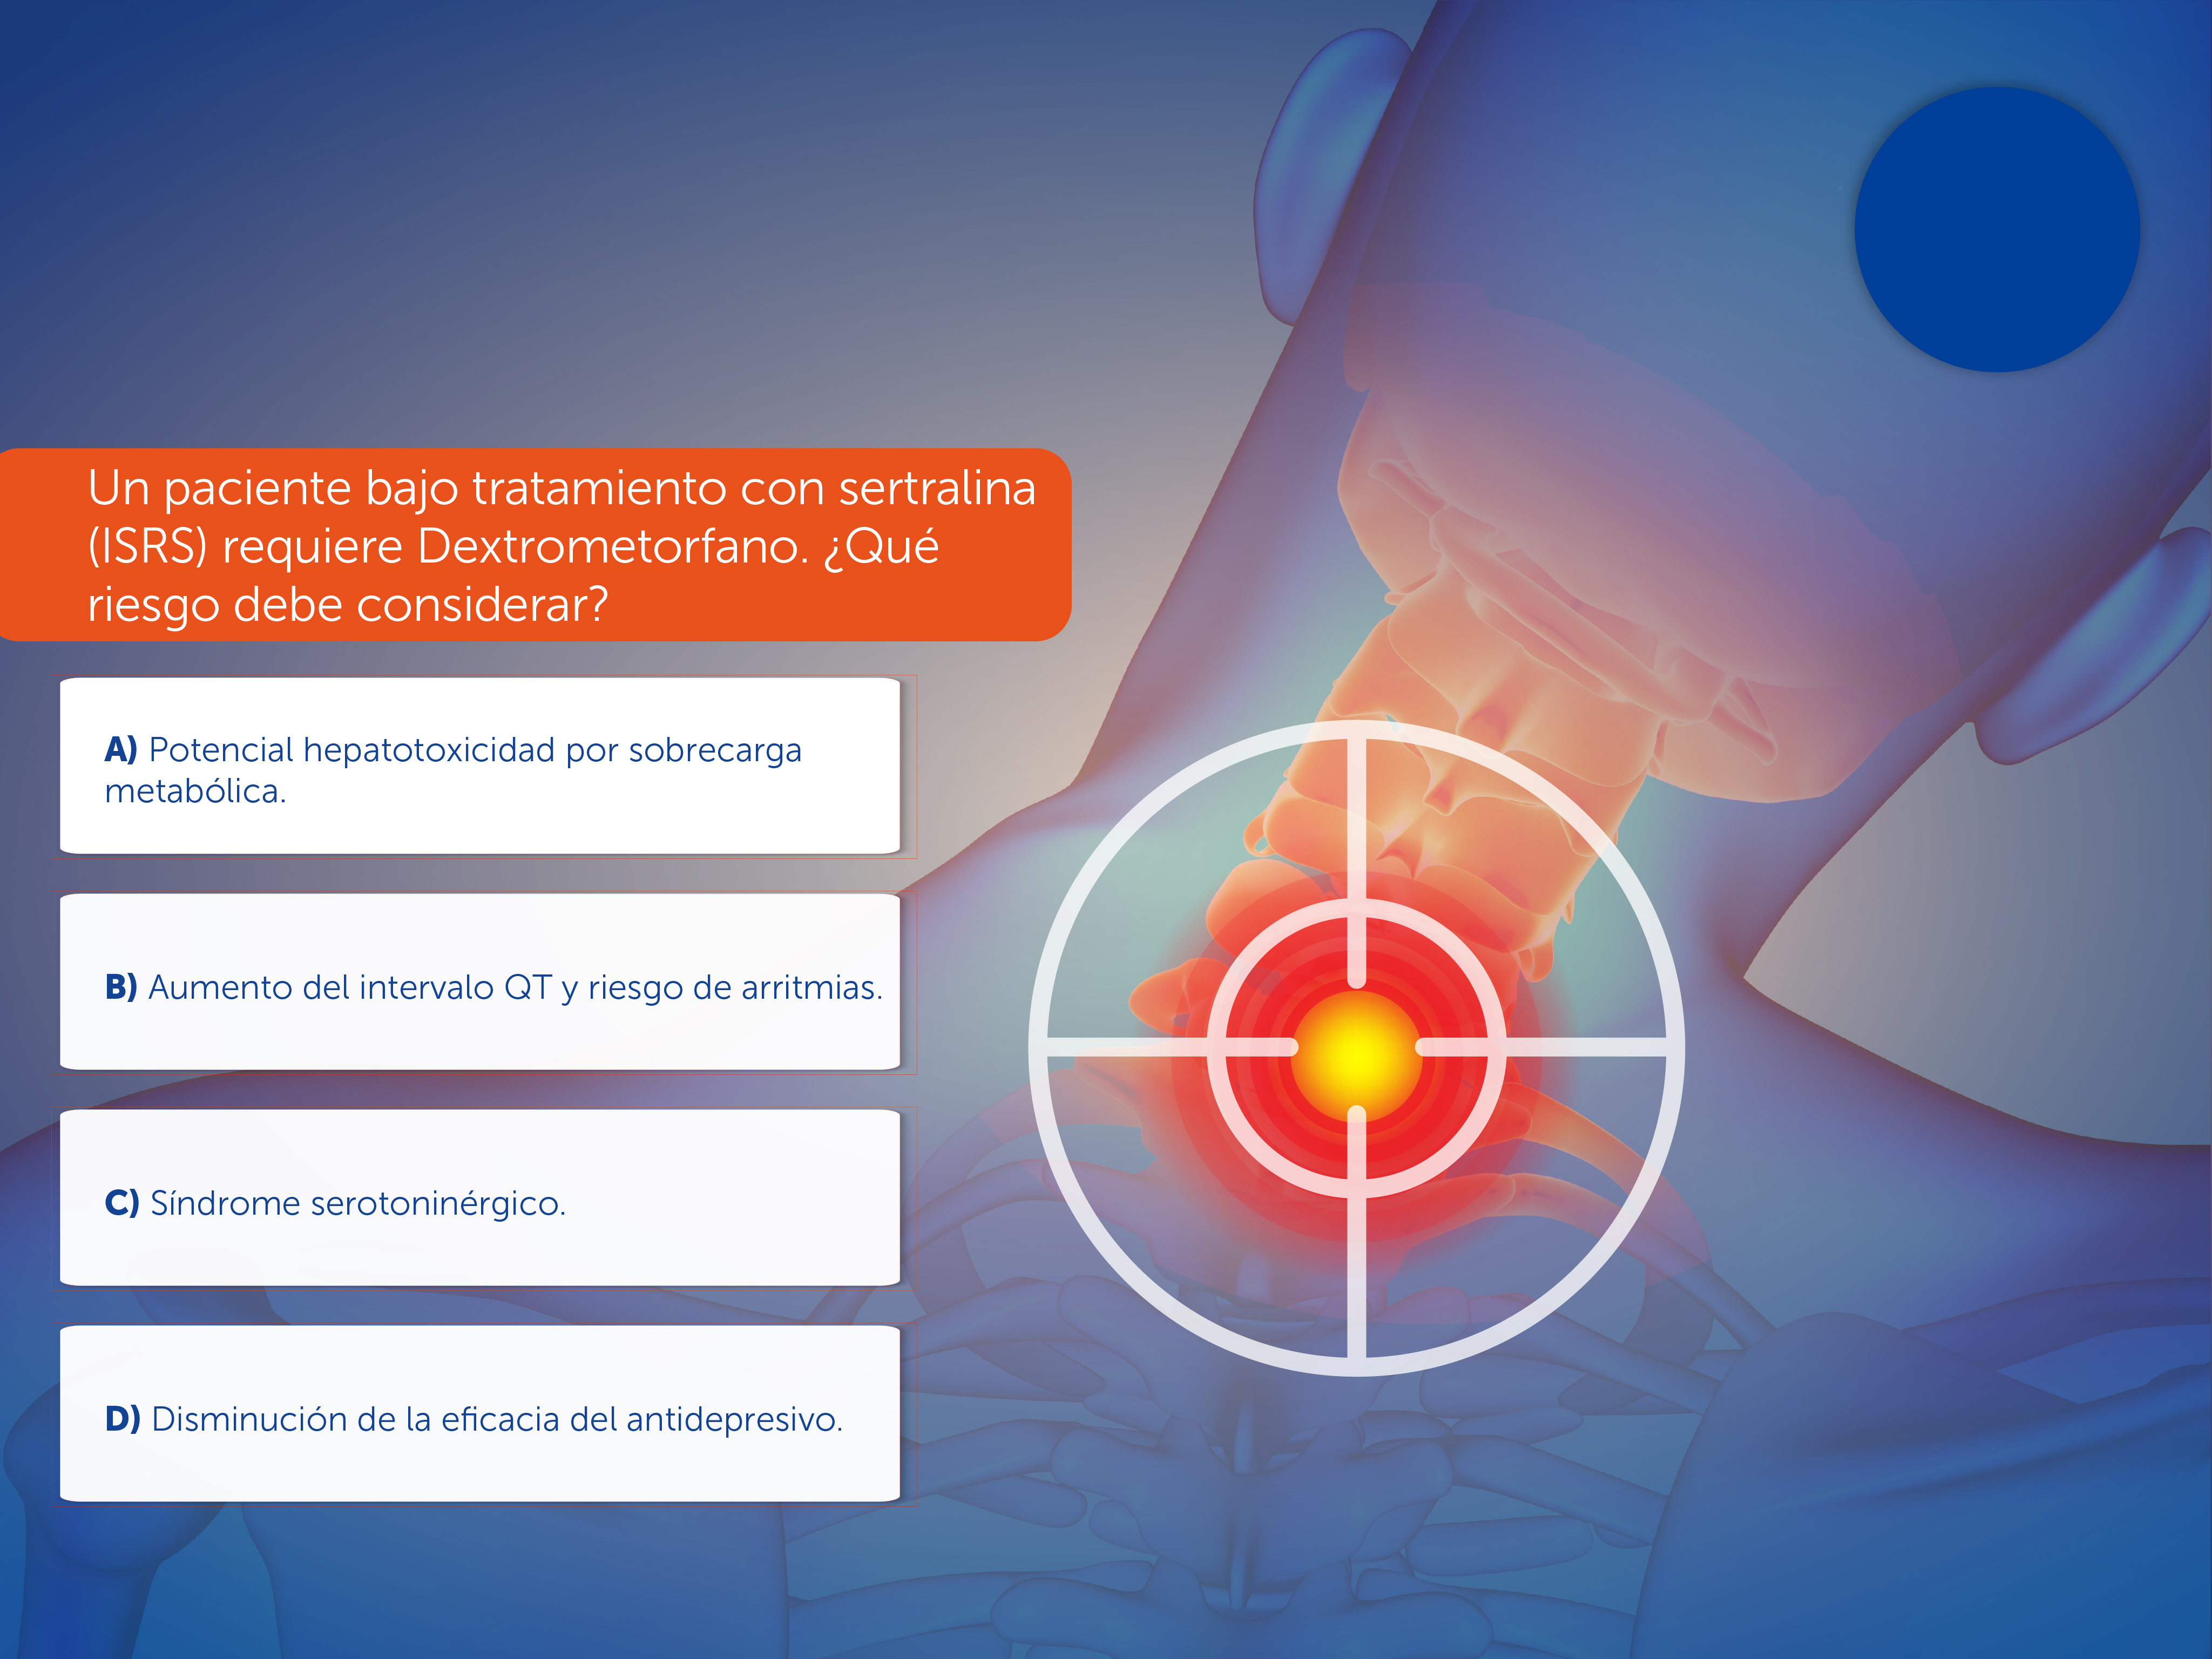 Un paciente bajo tratamiento con sertralina
(ISRS) requiere Dextrometorfano. ¿Qué
riesgo debe considerar?
A) Potencial hepatotoxicidad por sobrecarga
metabólica.
B) Aumento del intervalo QT y riesgo de arritmias.
C) Síndrome serotoninérgico.
D) Disminución de la eficacia del antidepresivo.